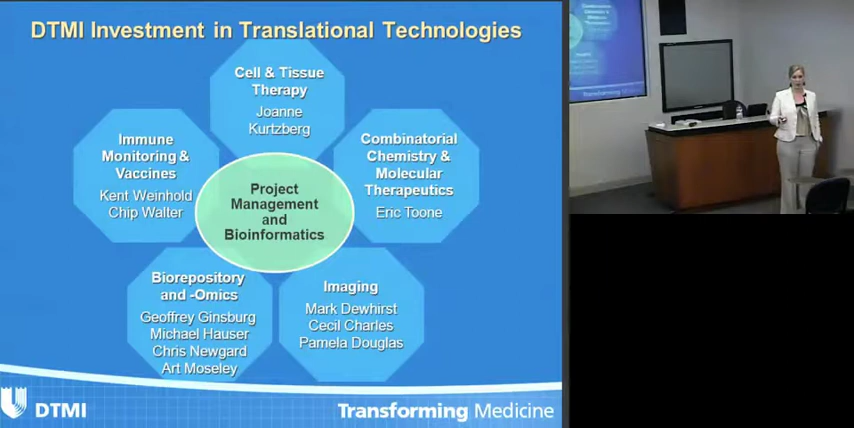 DTMI Investment in Translational Technologies
Cell & Tissue
Therapy
Joanne
Kurtzberg
Immune
Monitoring &
Vaccines
Kent Weinhold
Chip Walter
Combinatorial
Chemistry &
Molecular
Therapeutics
Eric Toone
Project
Management
and
Bioinformatics
Biorepository
and -Omics
Geoffrey Ginsburg
Michael Hauser
Chris Newgard
Art Moseley
Imaging
Mark Dewhirst
Cecil Charles
Pamela Douglas
DTMI
Transforming Medicine